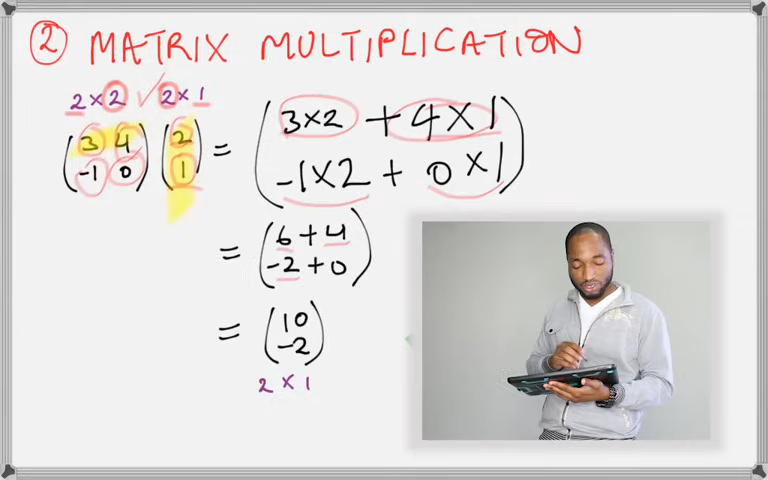 ② MATRIX MULTIPLICATION
2×2 ✓ 2×1
(3 4) (2) = (3×2 + 4×1)
(-1 0) (1) (-1×2 + 0×1)
= (6+4)
(-2+0)
= (10)
(-2)
2×1